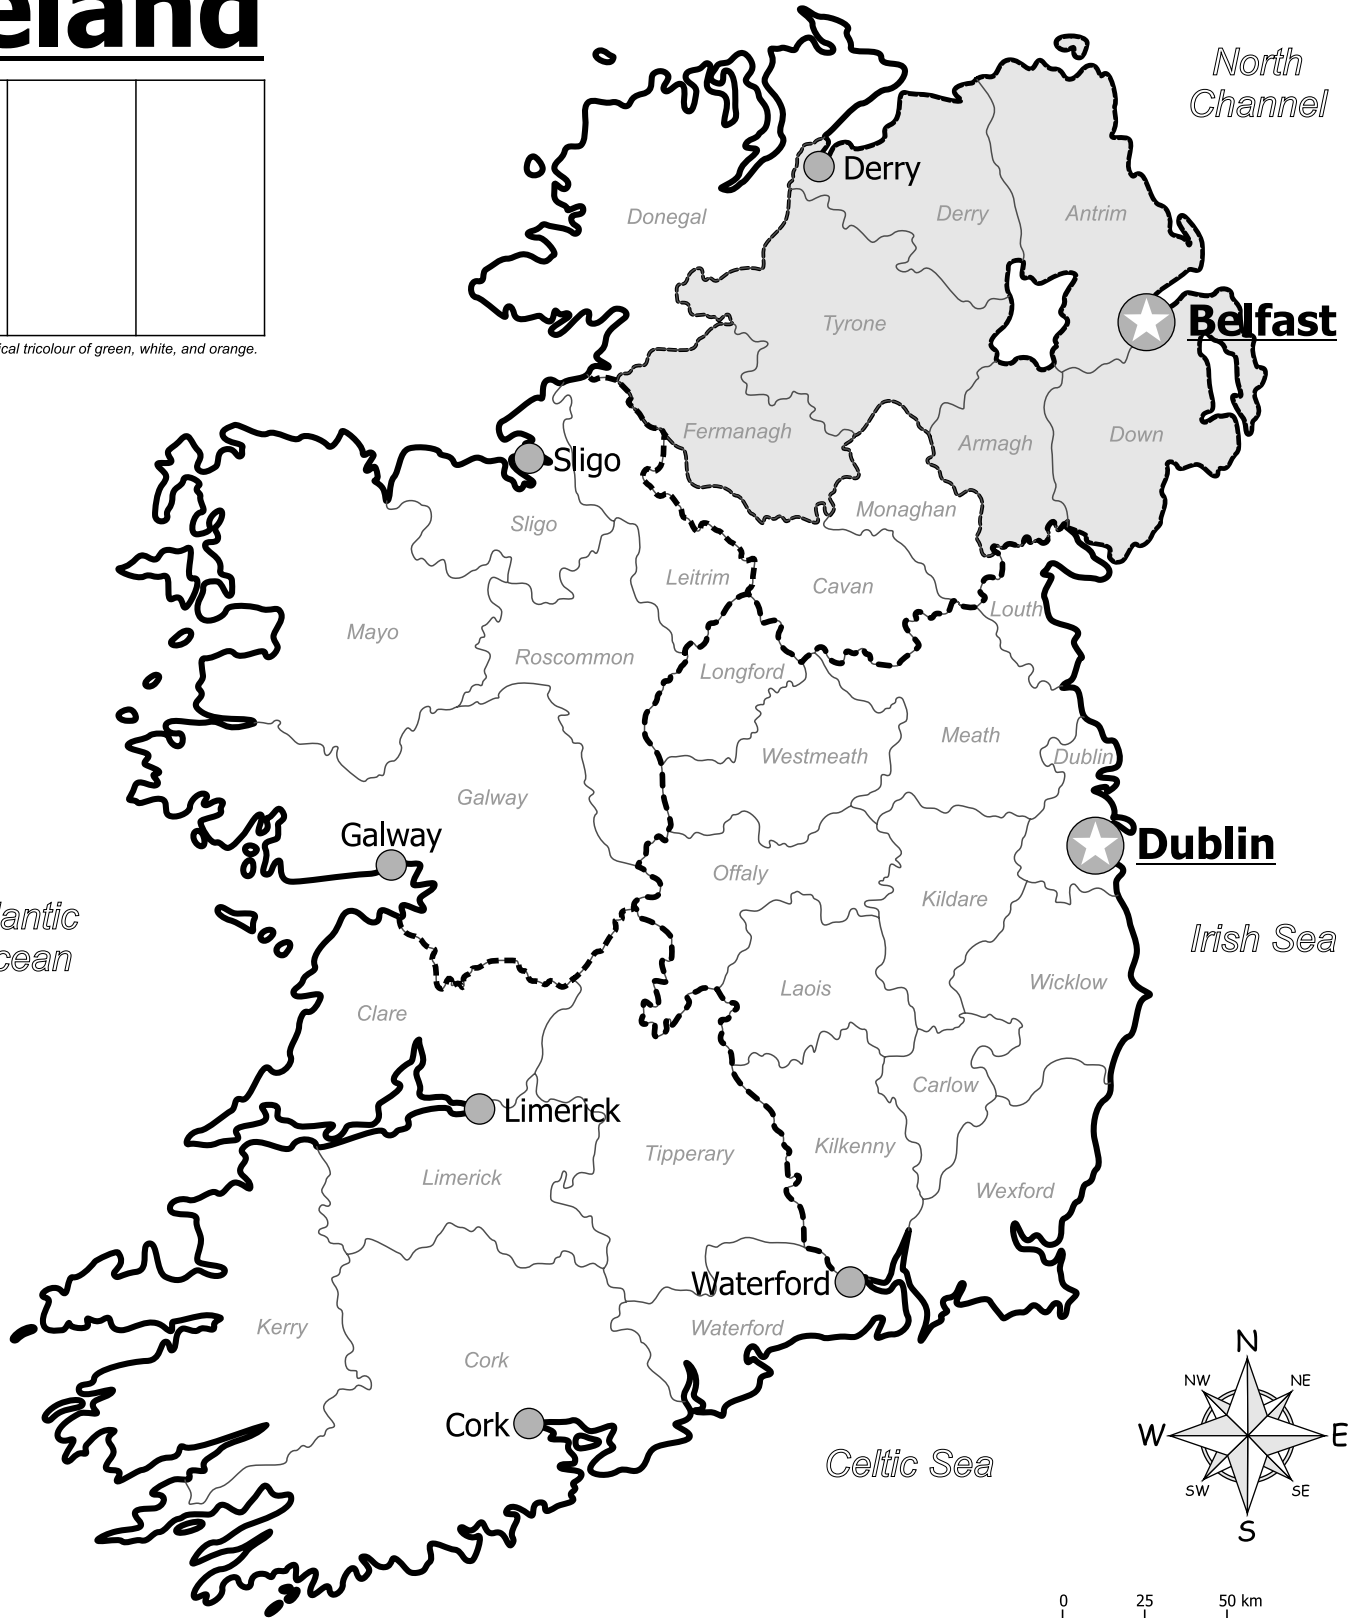 eland
ical tricolour of green, white, and orange.
North
Channel
Derry
Donegal
Derry
Antrim
Tyrone
Belfast
Fermanagh
Armagh
Down
Sligo
Monaghan
Sligo
Leitrim
Cavan
Louth
Mayo
Roscommon
Longford
Meath
Westmeath
Dublin
Galway
Galway
Dublin
Offaly
Kildare
lantic
cean
Irish Sea
Laois
Wicklow
Clare
Carlow
Limerick
Tipperary
Kilkenny
Limerick
Wexford
Waterford
Kerry
Waterford
Cork
Cork
Celtic Sea
N
NW NE
W E
SW SE
S
0 25 50 km